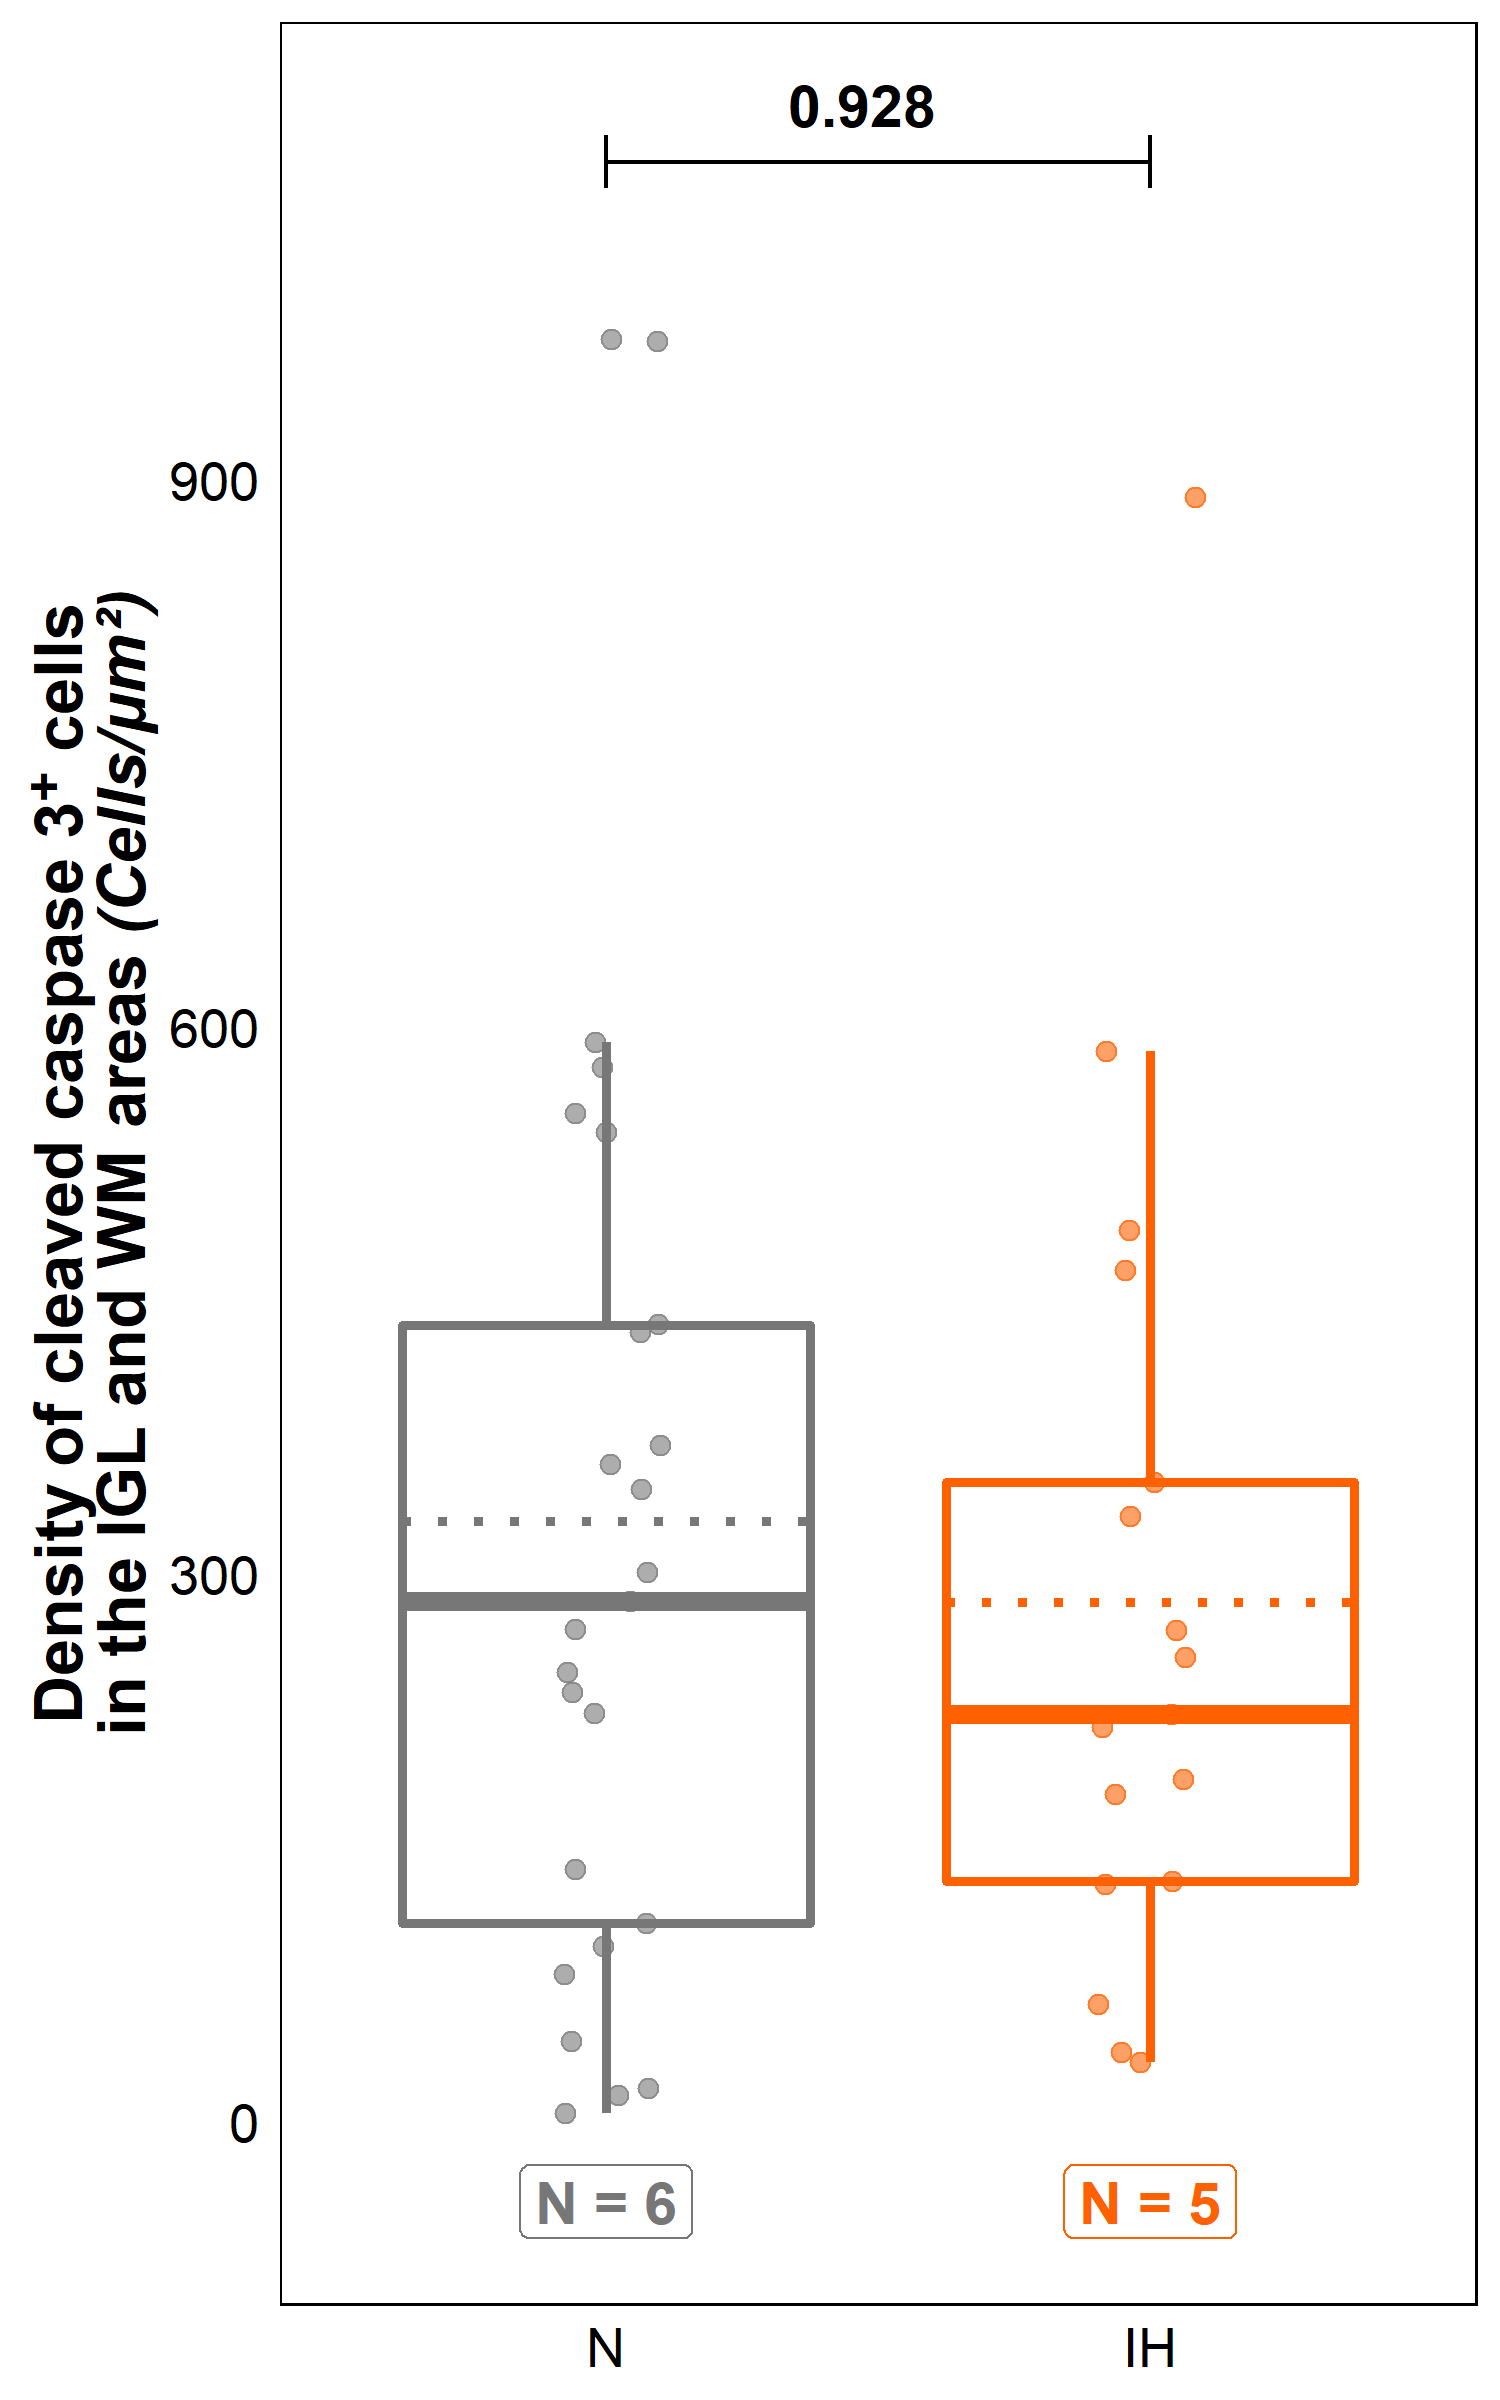 0.928
Density of cleaved caspase 3⁺ cells
in the IGL and WM areas (Cells/µm²)
900
600
300
0
N = 6
N = 5
N
IH